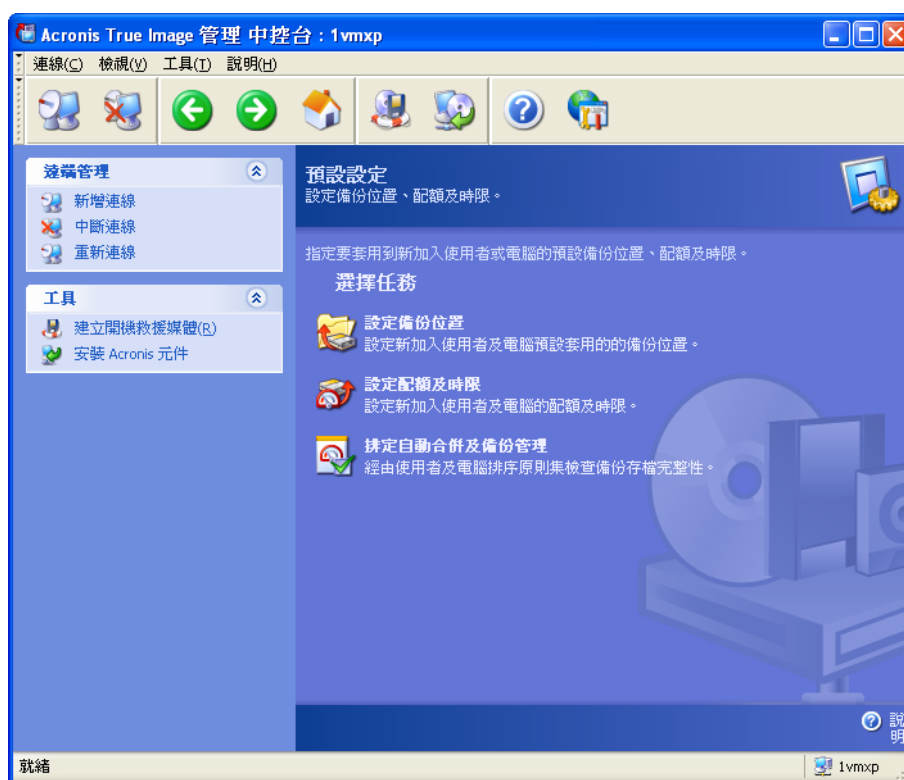 Acronis True Image 管理 中控台 : 1vmxp
連線(C) 檢視(V) 工具(T) 說明(H)
遠端管理
新增連線
中斷連線
重新連線
工具
建立開機救援媒體(R)
安裝 Acronis 元件
預設設定
設定備份位置、配額及時限。
指定要套用到新加入使用者或電腦的預設備份位置、配額及時限。
選擇任務
設定備份位置
設定新加入使用者及電腦預設套用的的備份位置。
設定配額及時限
設定新加入使用者及電腦的配額及時限。
排定自動合併及備份管理
經由使用者及電腦排序原則集檢查備份存檔完整性。
說
明
就緒
1vmxp